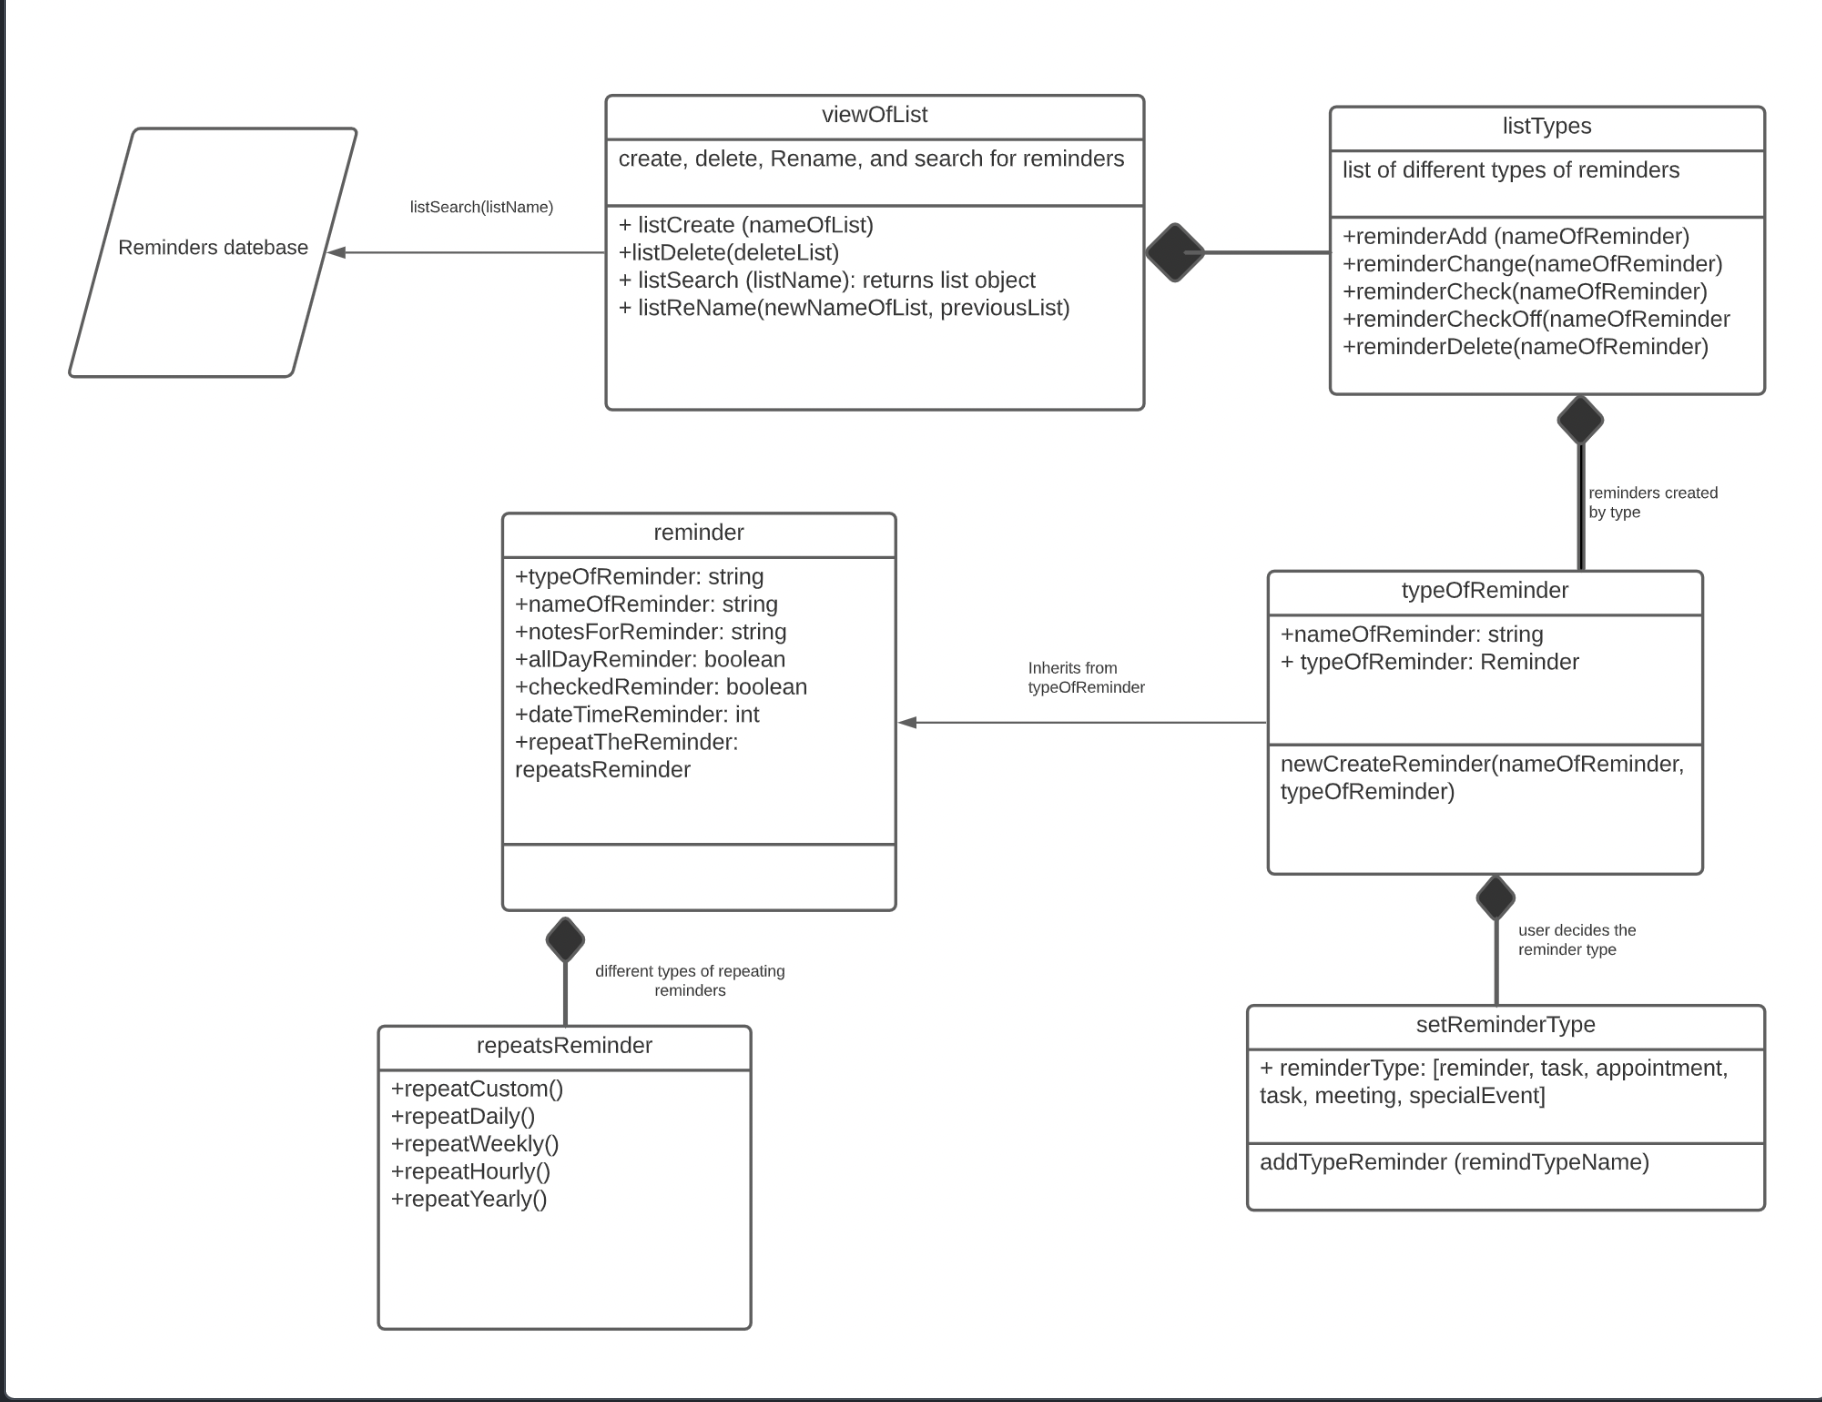 viewOfList
create, delete, Rename, and search for reminders
+ listCreate (nameOfList)
+listDelete(deleteList)
+ listSearch (listName): returns list object
+ listReName(newNameOfList, previousList)
listTypes
list of different types of reminders
+reminderAdd (nameOfReminder)
+reminderChange(nameOfReminder)
+reminderCheck(nameOfReminder)
+reminderCheckOff(nameOfReminder
+reminderDelete(nameOfReminder)
listSearch(listName)
Reminders datebase
reminders created
by type
reminder
+typeOfReminder: string
+nameOfReminder: string
+notesForReminder: string
+allDayReminder: boolean
+checkedReminder: boolean
+dateTimeReminder: int
+repeatTheReminder:
repeatsReminder
Inherits from
typeOfReminder
typeOfReminder
+nameOfReminder: string
+ typeOfReminder: Reminder
newCreateReminder(nameOfReminder,
typeOfReminder)
different types of repeating
reminders
user decides the
reminder type
repeatsReminder
+repeatCustom()
+repeatDaily()
+repeatWeekly()
+repeatHourly()
+repeatYearly()
setReminderType
+ reminderType: [reminder, task, appointment,
task, meeting, specialEvent]
addTypeReminder (remindTypeName)